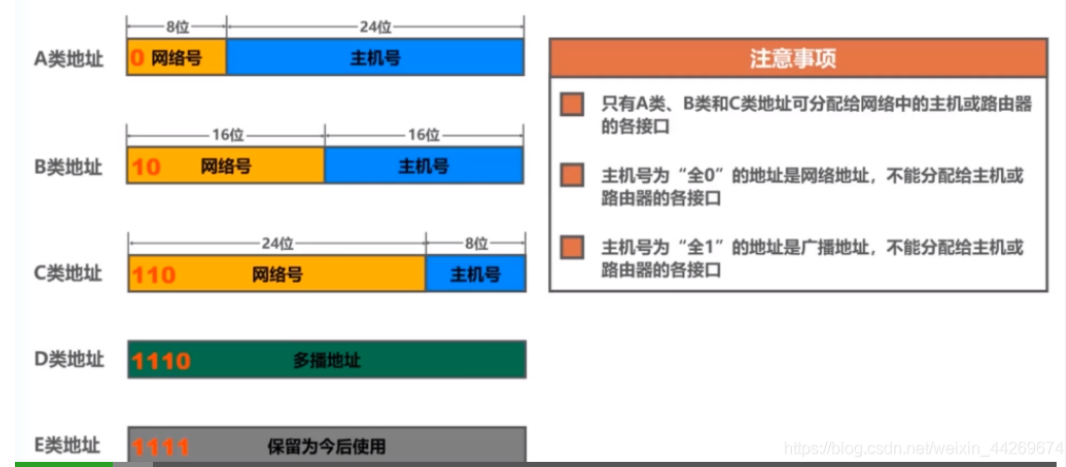 8位 24位
A类地址 0 网络号 主机号
16位 16位
B类地址 10 网络号 主机号
24位 8位
C类地址 110 网络号 主机号
D类地址 1110 多播地址
E类地址 1111 保留为今后使用
注意事项
只有A类、B类和C类地址可分配给网络中的主机或路由器
的各接口
主机号为“全0”的地址是网络地址，不能分配给主机或
路由器的各接口
主机号为“全1”的地址是广播地址，不能分配给主机或
路由器的各接口
https://blog.csdn.net/weixin_44269674